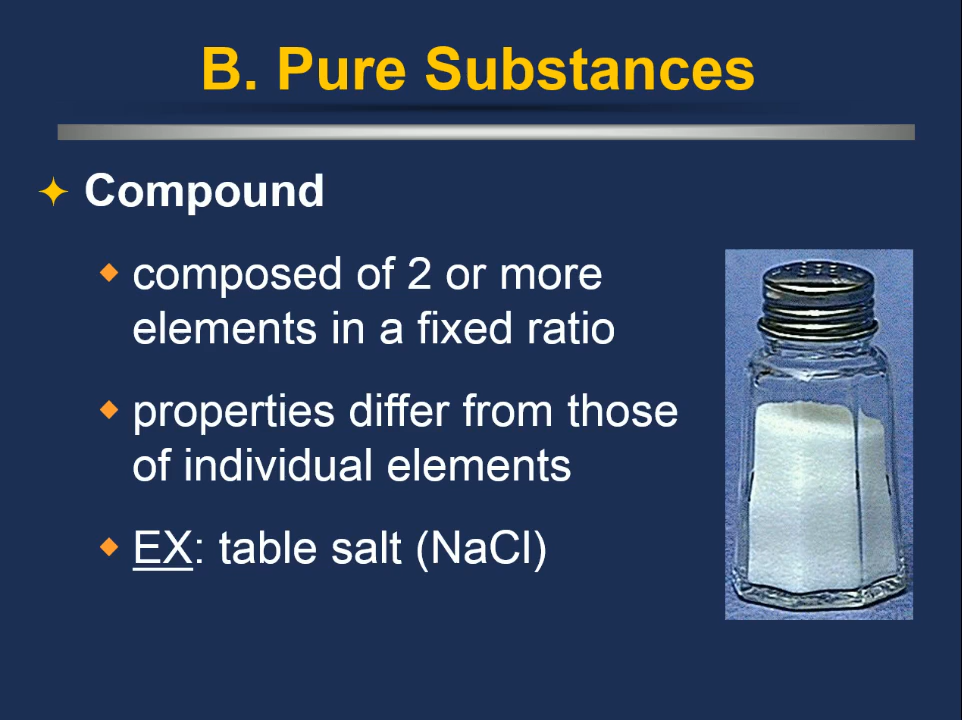 B. Pure Substances
Compound
composed of 2 or more
elements in a fixed ratio
properties differ from those
of individual elements
EX: table salt (NaCl)